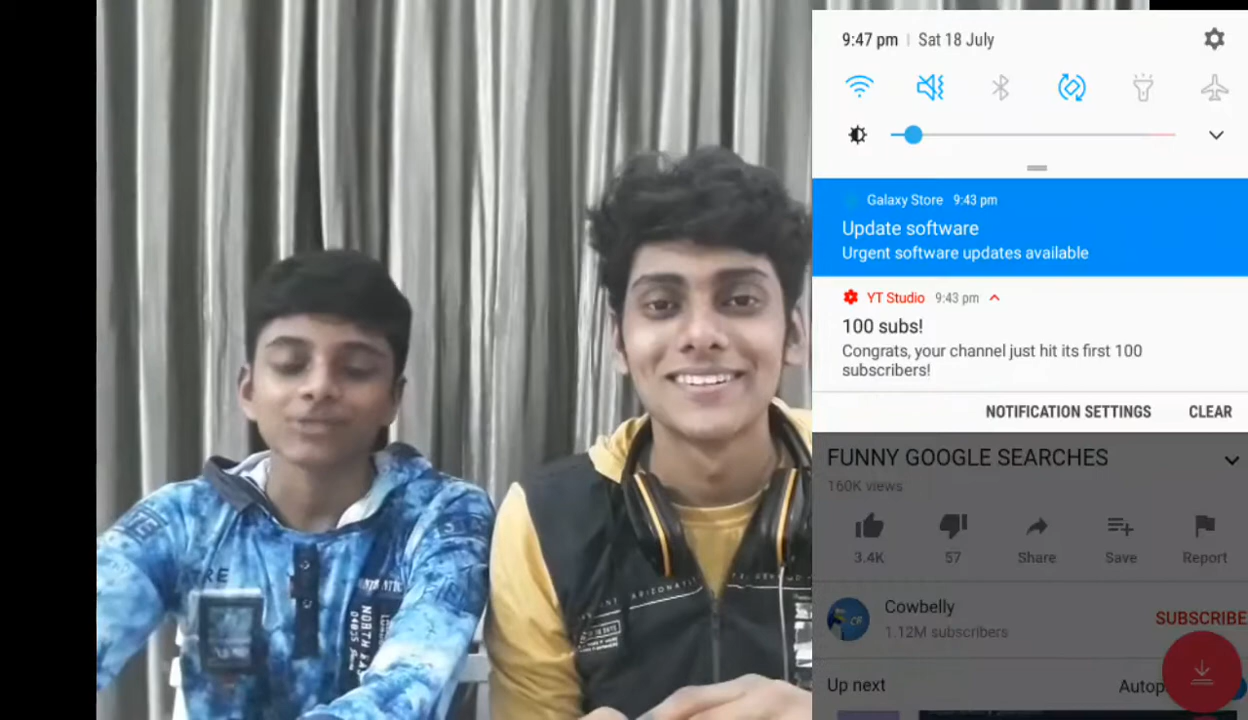 9:47 pm | Sat 18 July
Galaxy Store 9:43 pm
Update software
Urgent software updates available
YT Studio 9:43 pm
100 subs!
Congrats, your channel just hit its first 100
subscribers!
NOTIFICATION SETTINGS CLEAR
FUNNY GOOGLE SEARCHES
160K views
3.4K 57 Share Save Report
Cowbelly
1.12M subscribers
SUBSCRIBE
Up next Autop
ARIZONA
NORTH